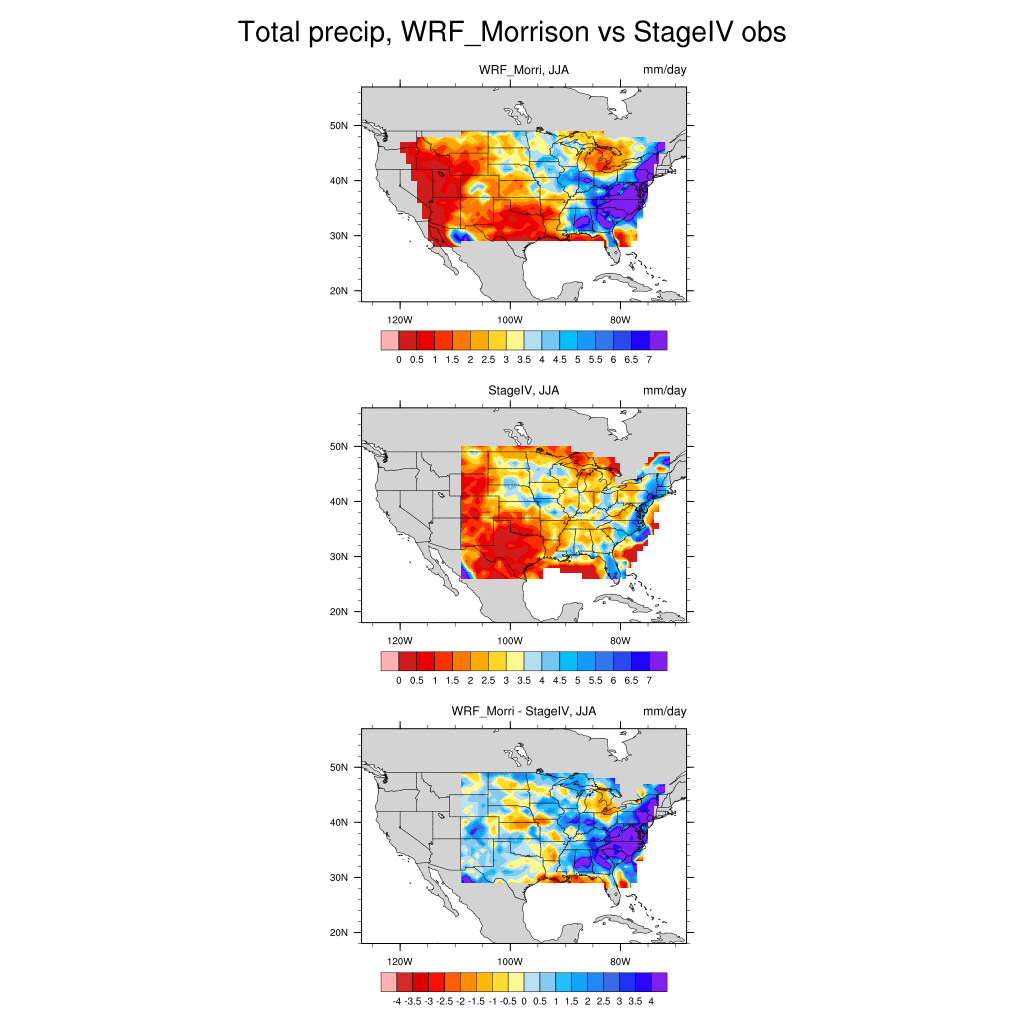 Total precip, WRF_Morrison vs StageIV obs
WRF_Morri, JJA mm/day
50N
40N
30N
20N
120W 100W 80W
0 0.5 1 1.5 2 2.5 3 3.5 4 4.5 5 5.5 6 6.5 7
StageIV, JJA mm/day
50N
40N
30N
20N
120W 100W 80W
0 0.5 1 1.5 2 2.5 3 3.5 4 4.5 5 5.5 6 6.5 7
WRF_Morri - StageIV, JJA mm/day
50N
40N
30N
20N
120W 100W 80W
-4 -3.5 -3 -2.5 -2 -1.5 -1 -0.5 0 0.5 1 1.5 2 2.5 3 3.5 4